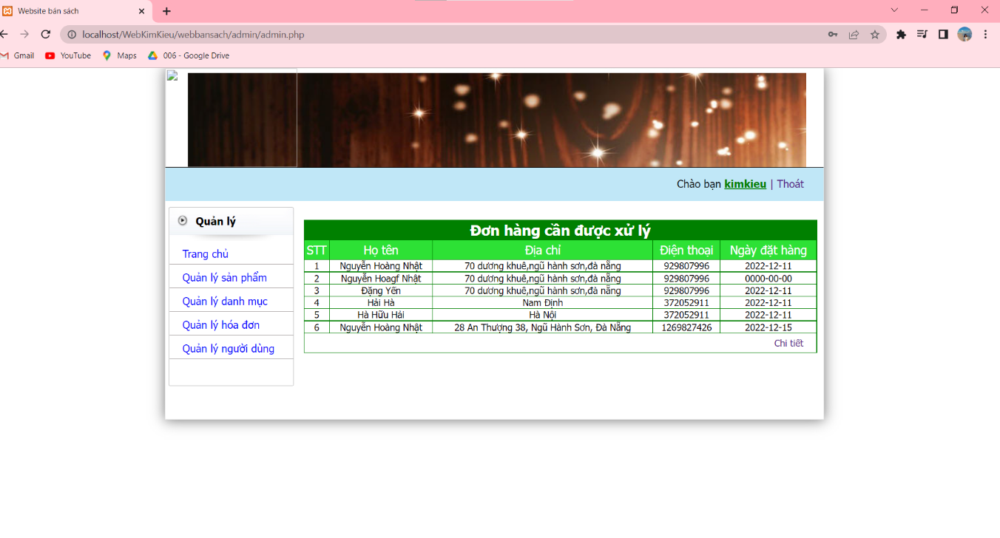 Website bán sách
localhost/WebKimKieu/webbansach/admin/admin.php
Gmail YouTube Maps 006 - Google Drive
Chào bạn kimkieu | Thoát
Quản lý
Trang chủ
Quản lý sản phẩm
Quản lý danh mục
Quản lý hóa đơn
Quản lý người dùng
Đơn hàng cần được xử lý
STT Họ tên Địa chỉ Điện thoại Ngày đặt hàng
1 Nguyễn Hoàng Nhật 70 dương khuê,ngũ hành sơn,đà nẵng 929807996 2022-12-11
2 Nguyễn Hoagf Nhật 70 dương khuê,ngũ hành sơn,đà nẵng 929807996 0000-00-00
3 Đặng Yến 70 dương khuê,ngũ hành sơn,đà nẵng 929807996 2022-12-11
4 Hải Hà Nam Định 372052911 2022-12-11
5 Hà Hữu Hải Hà Nội 372052911 2022-12-11
6 Nguyễn Hoàng Nhật 28 An Thượng 38, Ngũ Hành Sơn, Đà Nẵng 1269827426 2022-12-15
Chi tiết